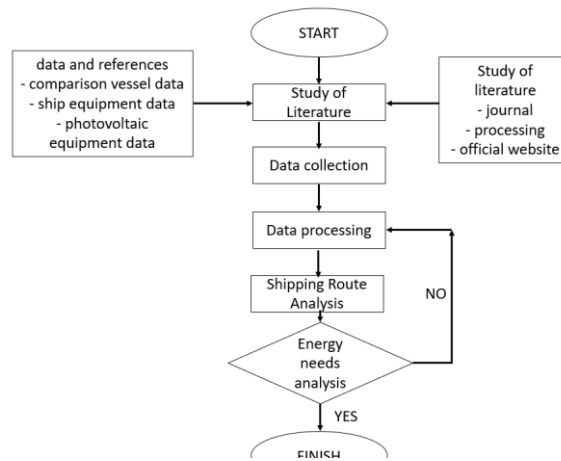 START
data and references
- comparison vessel data
- ship equipment data
- photovoltaic
equipment data
Study of
Literature
Study of
literature
- journal
- processing
- official website
Data collection
Data processing
Shipping Route
Analysis
NO
Energy
needs
analysis
YES
FINISH